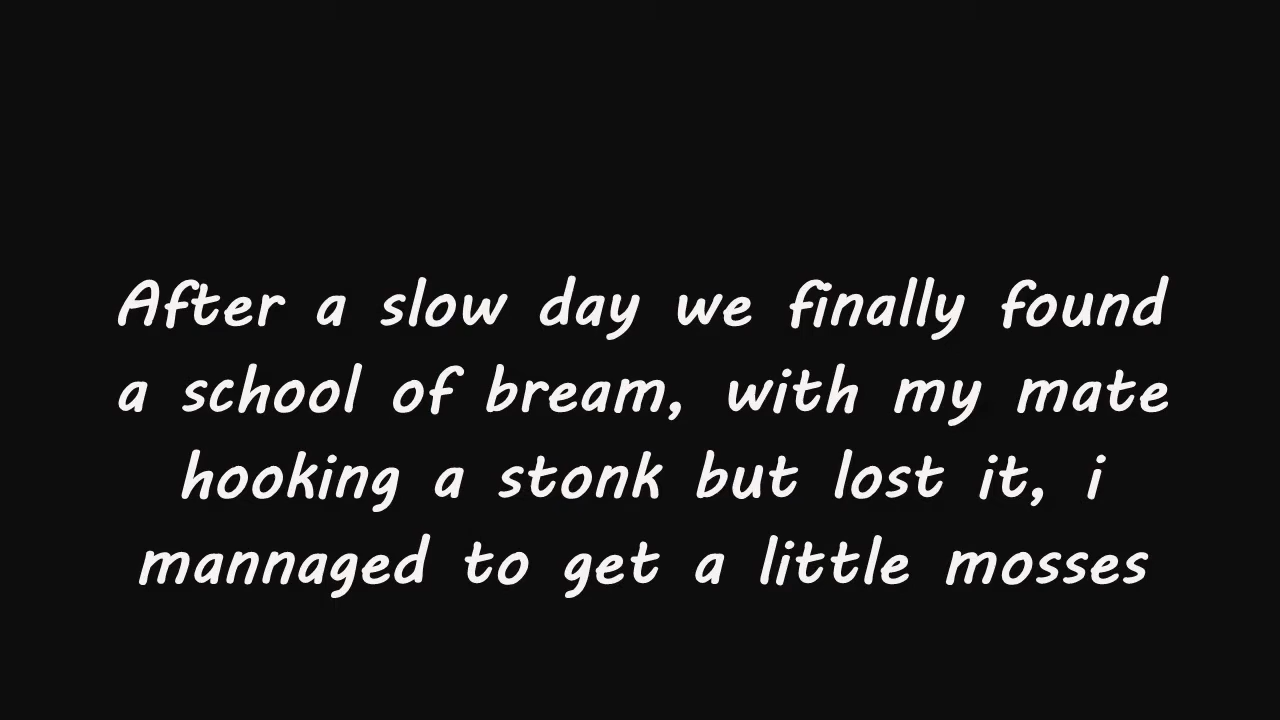 After a slow day we finally found
a school of bream, with my mate
hooking a stonk but lost it, i
mannaged to get a little mosses